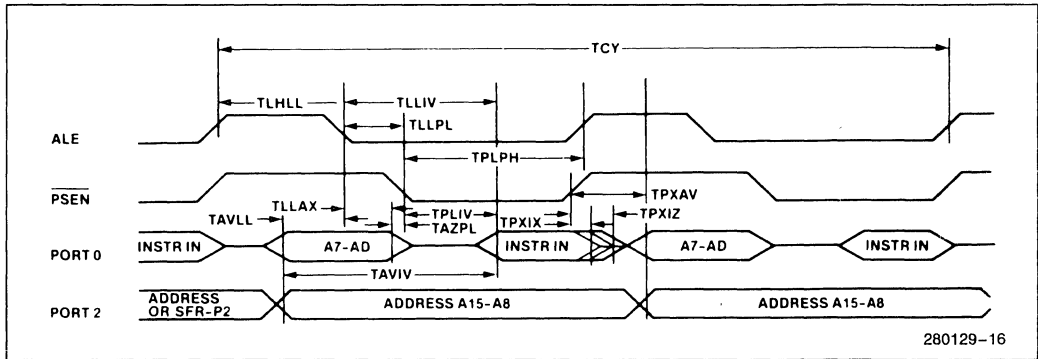 TCY
TLHLL
TLLIV
TLLPL
ALE
TPLPH
PSEN
TLLAX
TPLIV
TPXAV
TAVLL
TAZPL
TPXIX
TPXIZ
PORT 0
INSTR IN
A7-AD
INSTR IN
A7-AD
INSTR IN
TAVIV
PORT 2
ADDRESS
OR SFR-P2
ADDRESS A15-A8
ADDRESS A15-A8
280129-16